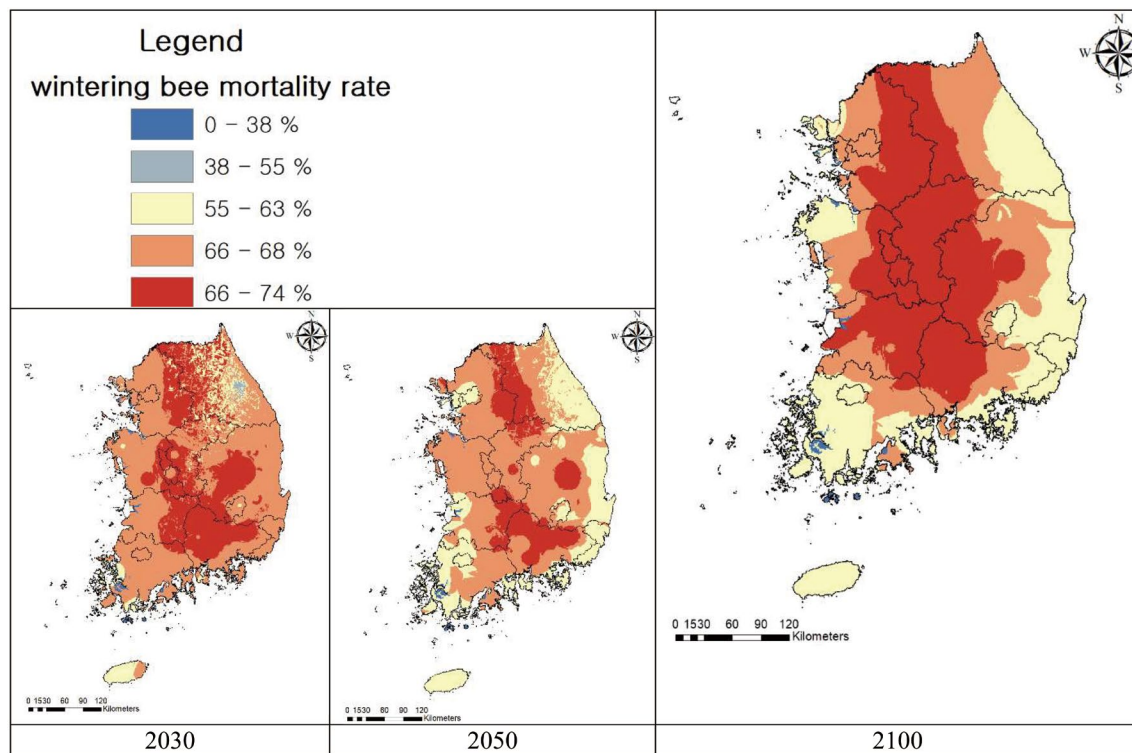 Legend
wintering bee mortality rate
0 – 38 %
38 – 55 %
55 – 63 %
66 – 68 %
66 – 74 %
N
W
S
0 1530 60 90 120
Kilometers
2030
N
W
S
0 1530 60 90 120
Kilometers
2050
N
W
S
0 1530 60 90 120
Kilometers
2100